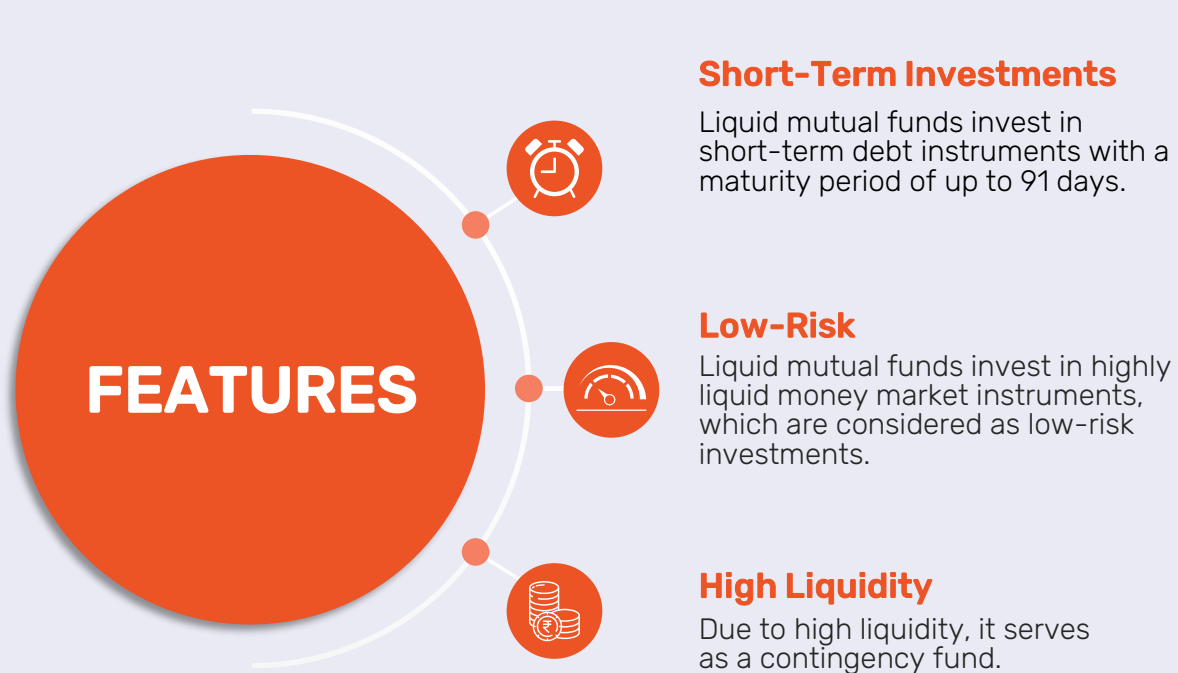 FEATURES
Short-Term Investments
Liquid mutual funds invest in
short-term debt instruments with a
maturity period of up to 91 days.
Low-Risk
Liquid mutual funds invest in highly
liquid money market instruments,
which are considered as low-risk
investments.
High Liquidity
Due to high liquidity, it serves
as a contingency fund.
₹